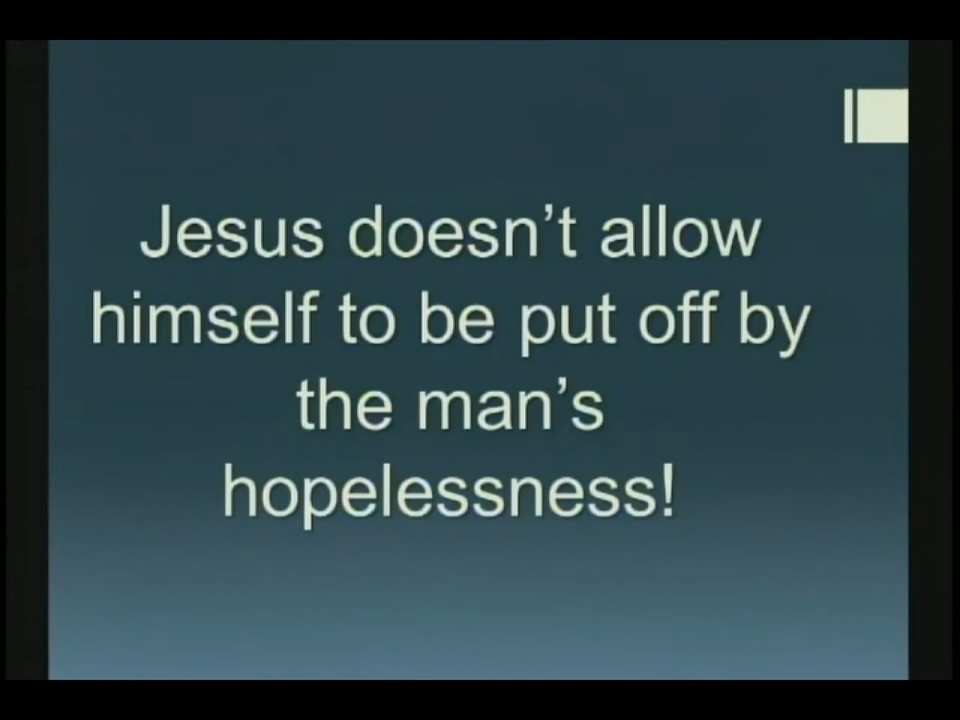 Jesus doesn’t allow
himself to be put off by
the man’s
hopelessness!